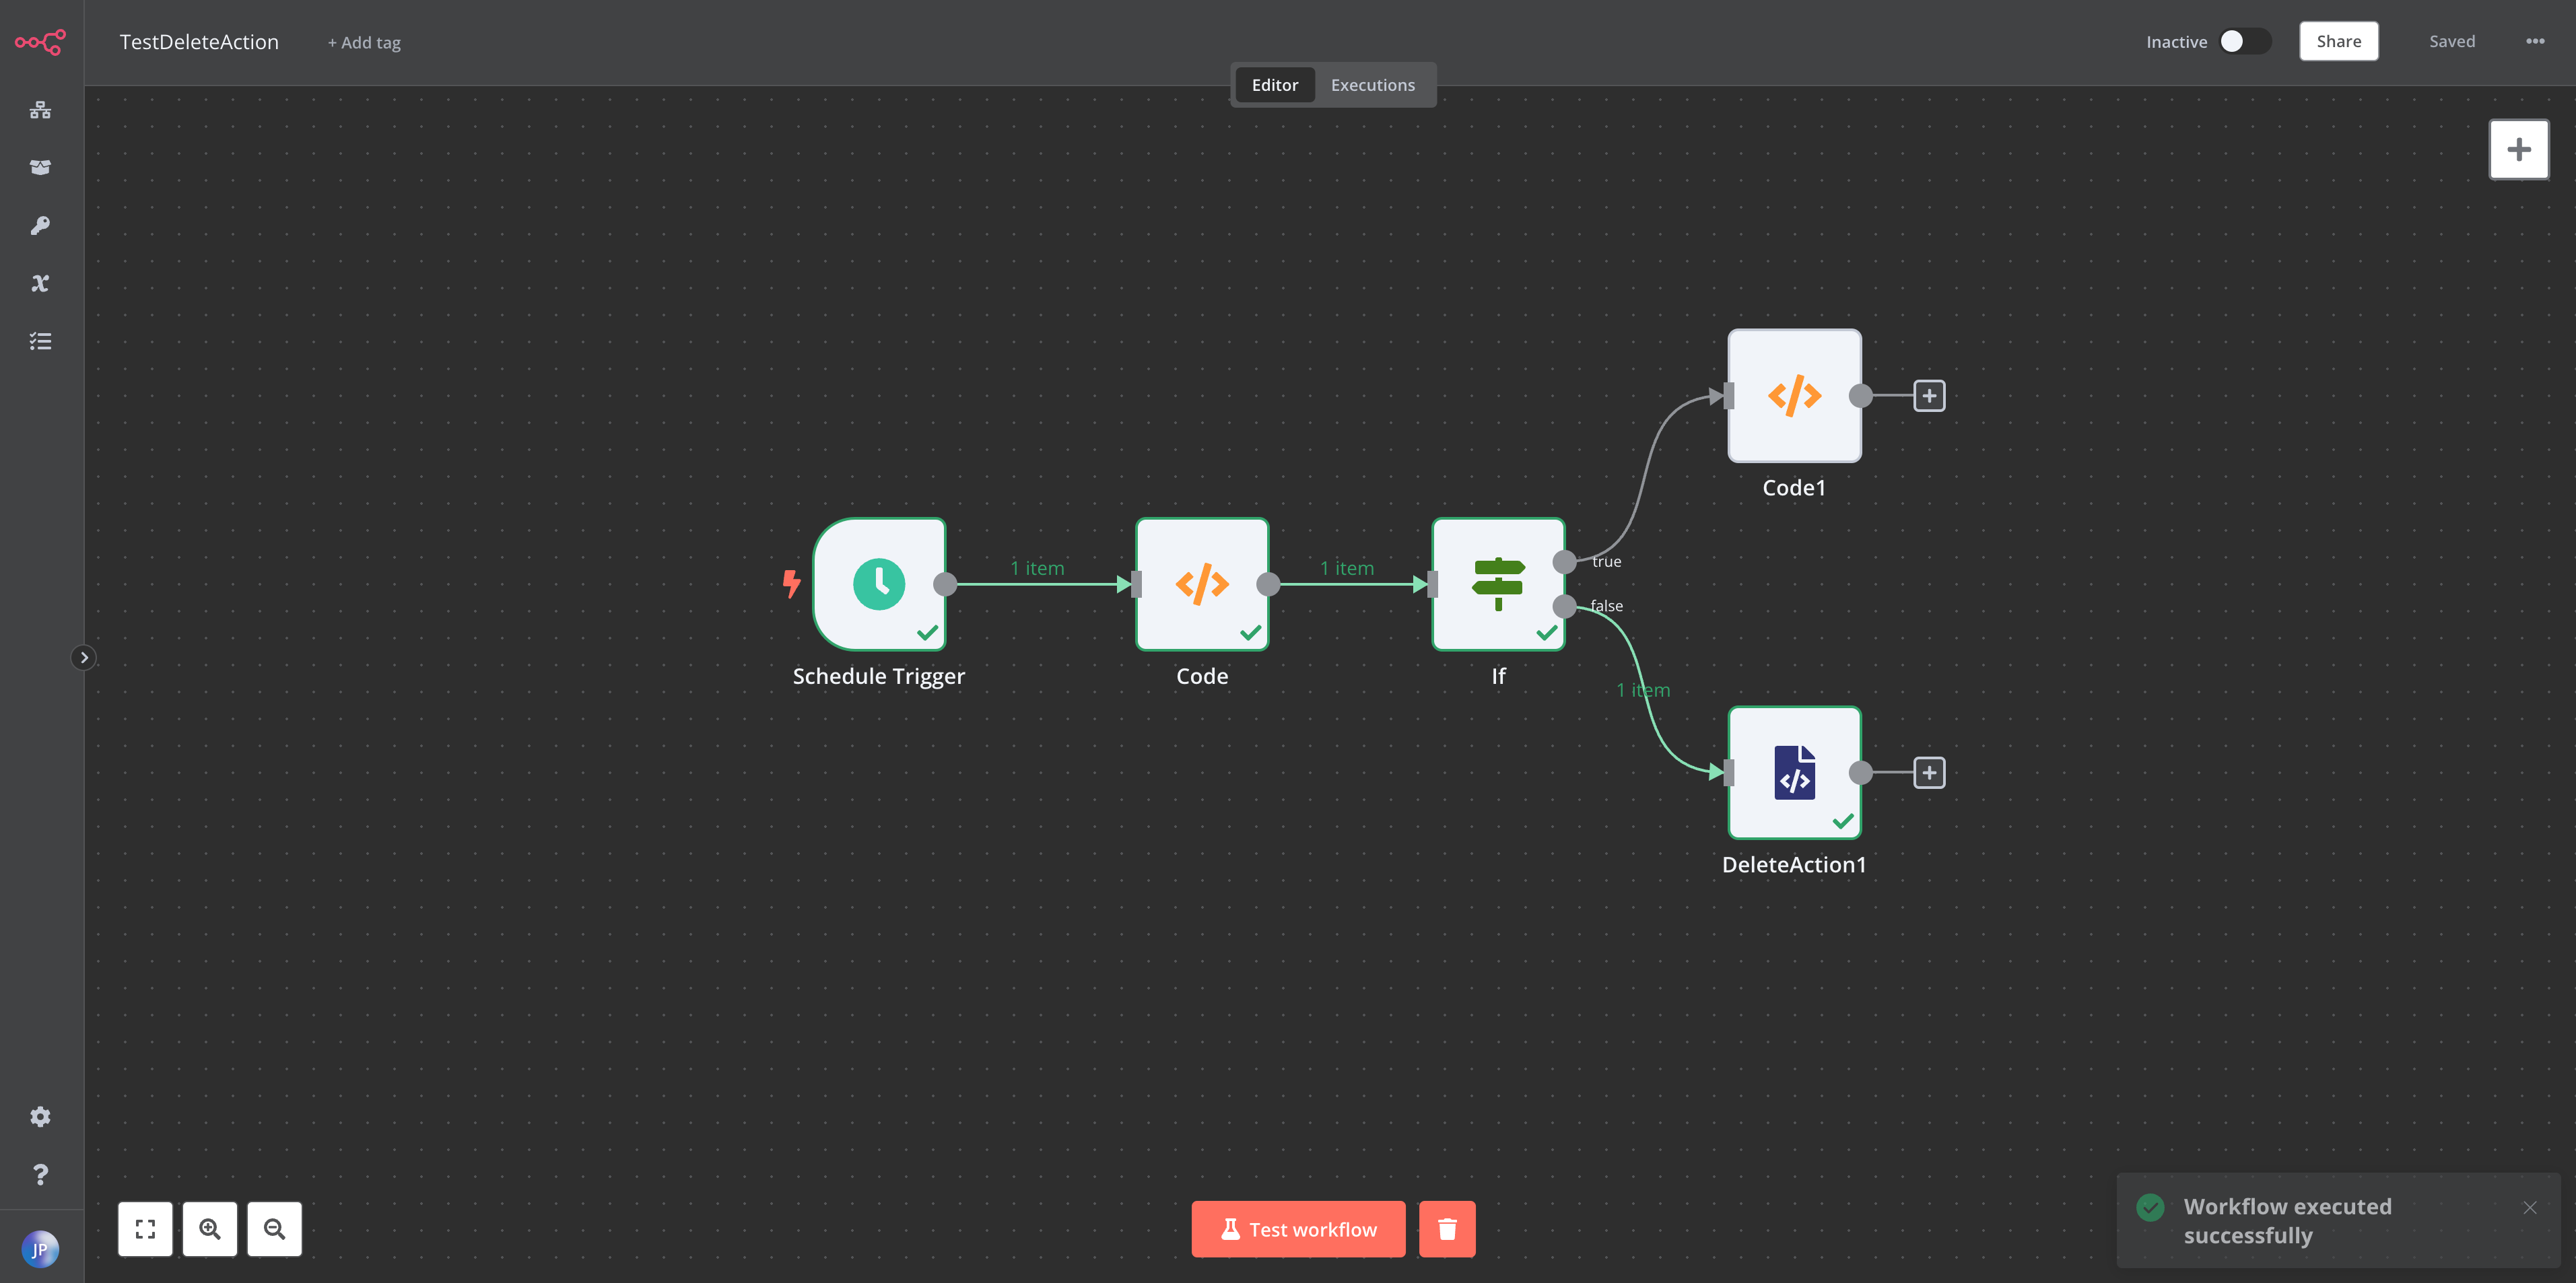 TestDeleteAction
+ Add tag
Inactive
Share
Saved
Editor
Executions
Code1
1 item
1 item
true
false
Schedule Trigger
Code
If
1 item
DeleteAction1
Test workflow
Workflow executed
successfully
JP